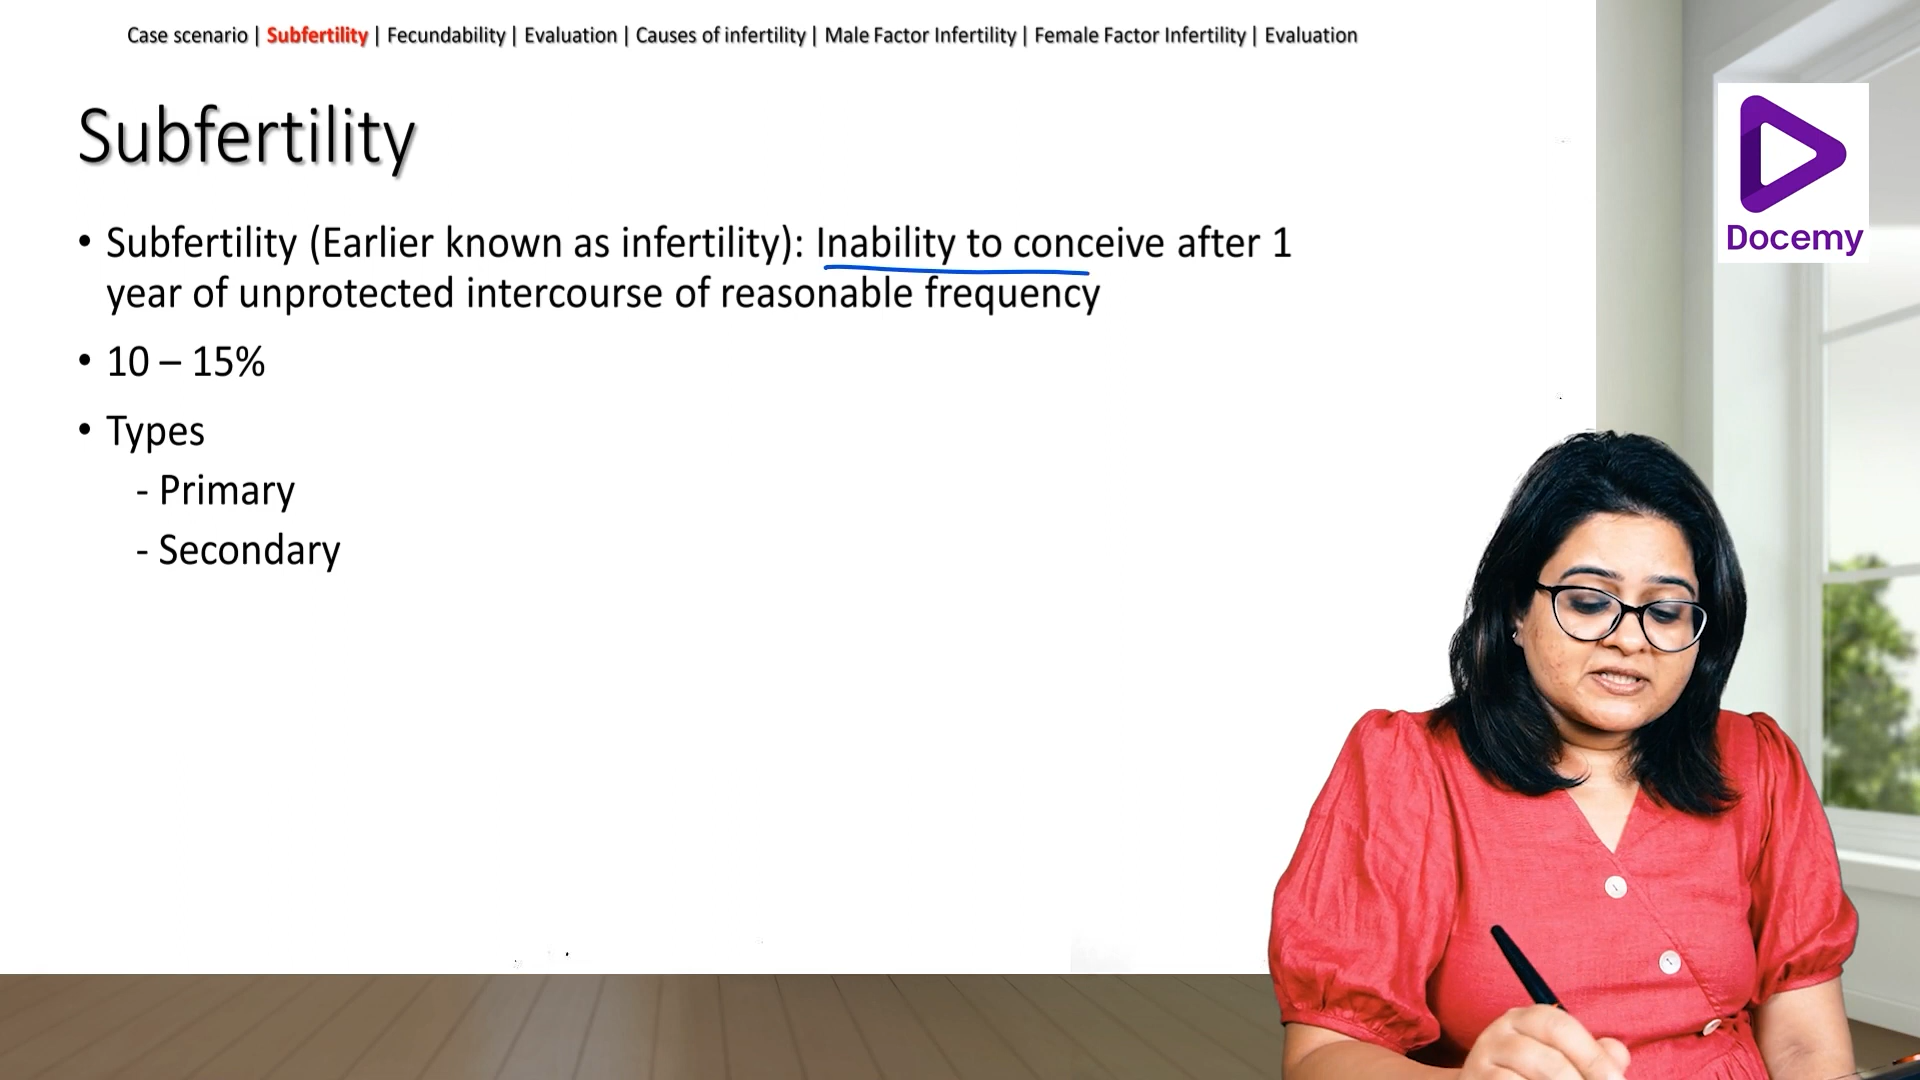 Case scenario | Subfertility | Fecundability | Evaluation | Causes of infertility | Male Factor Infertility | Female Factor Infertility | Evaluation
Subfertility
• Subfertility (Earlier known as infertility): Inability to conceive after 1
year of unprotected intercourse of reasonable frequency
• 10 – 15%
• Types
- Primary
- Secondary
Docemy